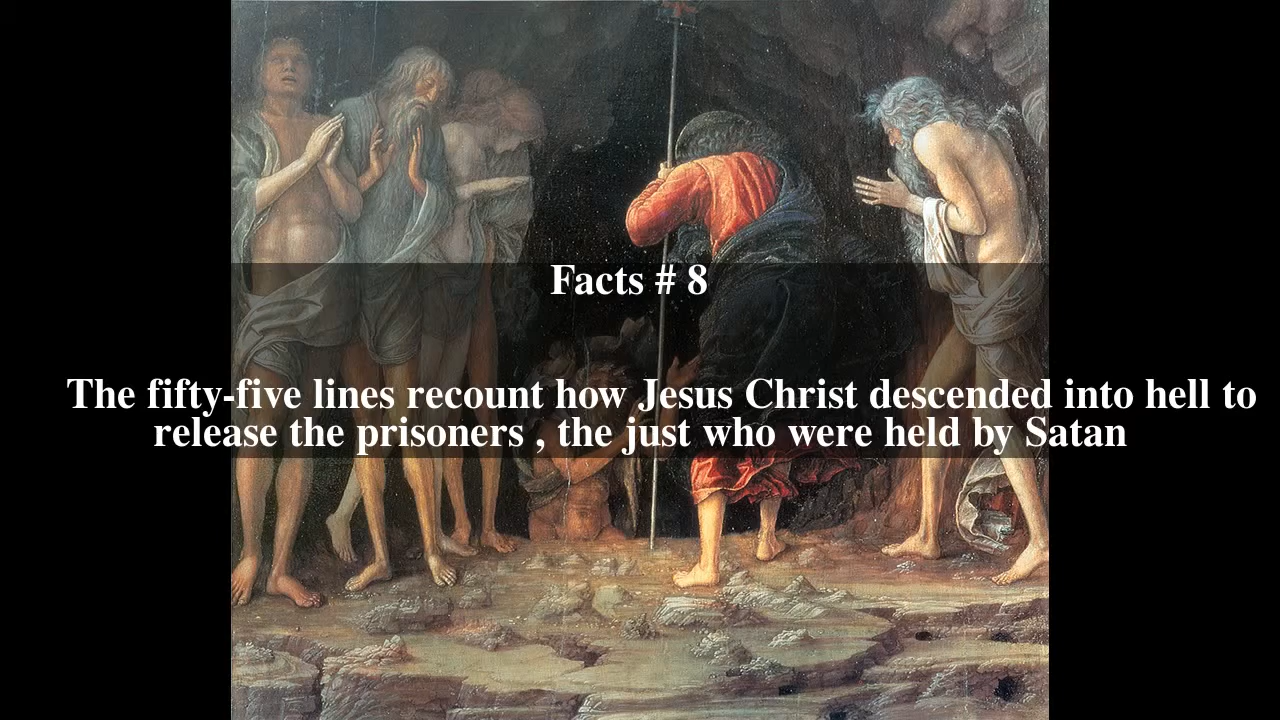 Facts # 8
The fifty-five lines recount how Jesus Christ descended into hell to
release the prisoners , the just who were held by Satan